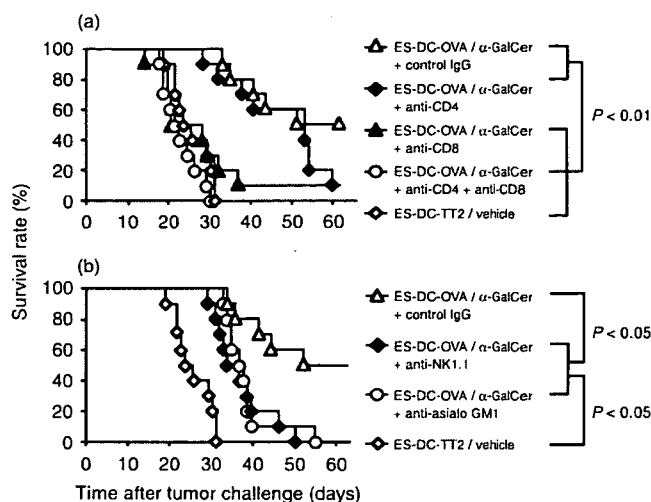 (a)
100
80
60
40
20
0
0 10 20 30 40 50 60
ES-DC-OVA / α-GalCer
+ control IgG
ES-DC-OVA / α-GalCer
+ anti-CD4
ES-DC-OVA / α-GalCer
+ anti-CD8
ES-DC-OVA / α-GalCer
+ anti-CD4 + anti-CD8
ES-DC-TT2 / vehicle
P < 0.01
Survival rate (%)
(b)
100
80
60
40
20
0
0 10 20 30 40 50 60
Time after tumor challenge (days)
ES-DC-OVA / α-GalCer
+ control IgG
ES-DC-OVA / α-GalCer
+ anti-NK1.1
ES-DC-OVA / α-GalCer
+ anti-asialo GM1
ES-DC-TT2 / vehicle
P < 0.05
P < 0.05